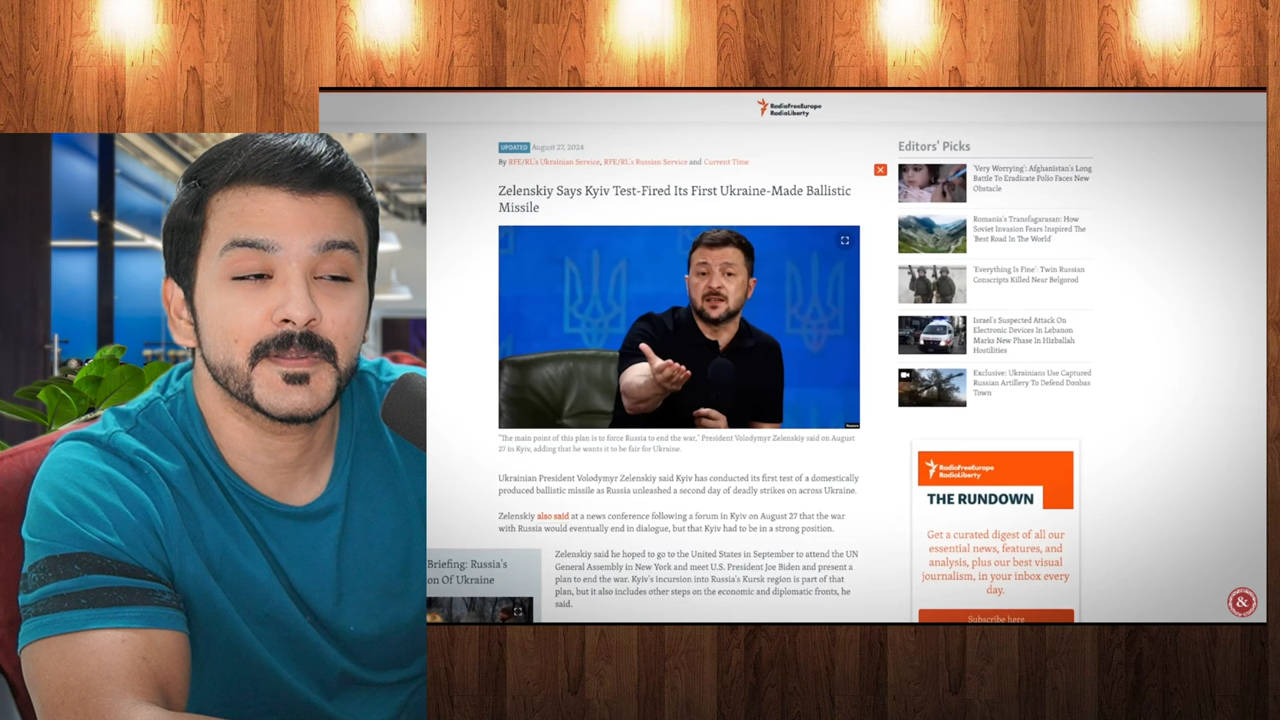 RadioFreeEurope
RadioLiberty
UPDATED August 27, 2024
By RFE/RL's Ukrainian Service, RFE/RL's Russian Service and Current Time
Zelenskiy Says Kyiv Test-Fired Its First Ukraine-Made Ballistic
Missile
Reuters
"The main point of this plan is to force Russia to end the war," President Volodymyr Zelenskiy said on August
27 in Kyiv, adding that he wants it to be fair for Ukraine.
Ukrainian President Volodymyr Zelenskiy said Kyiv has conducted its first test of a domestically
produced ballistic missile as Russia unleashed a second day of deadly strikes on across Ukraine.
Zelenskiy also said at a news conference following a forum in Kyiv on August 27 that the war
with Russia would eventually end in dialogue, but that Kyiv had to be in a strong position.
Briefing: Russia's
on Of Ukraine
Zelenskiy said he hoped to go to the United States in September to attend the UN
General Assembly in New York and meet U.S. President Joe Biden and present a
plan to end the war. Kyiv's incursion into Russia's Kursk region is part of that
plan, but it also includes other steps on the economic and diplomatic fronts, he
said.
Editors' Picks
'Very Worrying': Afghanistan's Long
Battle To Eradicate Polio Faces New
Obstacle
Romania's Transfagarasan: How
Soviet Invasion Fears Inspired The
'Best Road In The World'
'Everything Is Fine': Twin Russian
Conscripts Killed Near Belgorod
Israel's Suspected Attack On
Electronic Devices In Lebanon
Marks New Phase In Hizballah
Hostilities
Exclusive: Ukrainians Use Captured
Russian Artillery To Defend Donbas
Town
RadioFreeEurope
RadioLiberty
THE RUNDOWN
Get a curated digest of all our
essential news, features, and
analysis, plus our best visual
journalism, in your inbox every
day.
Subscribe here
&